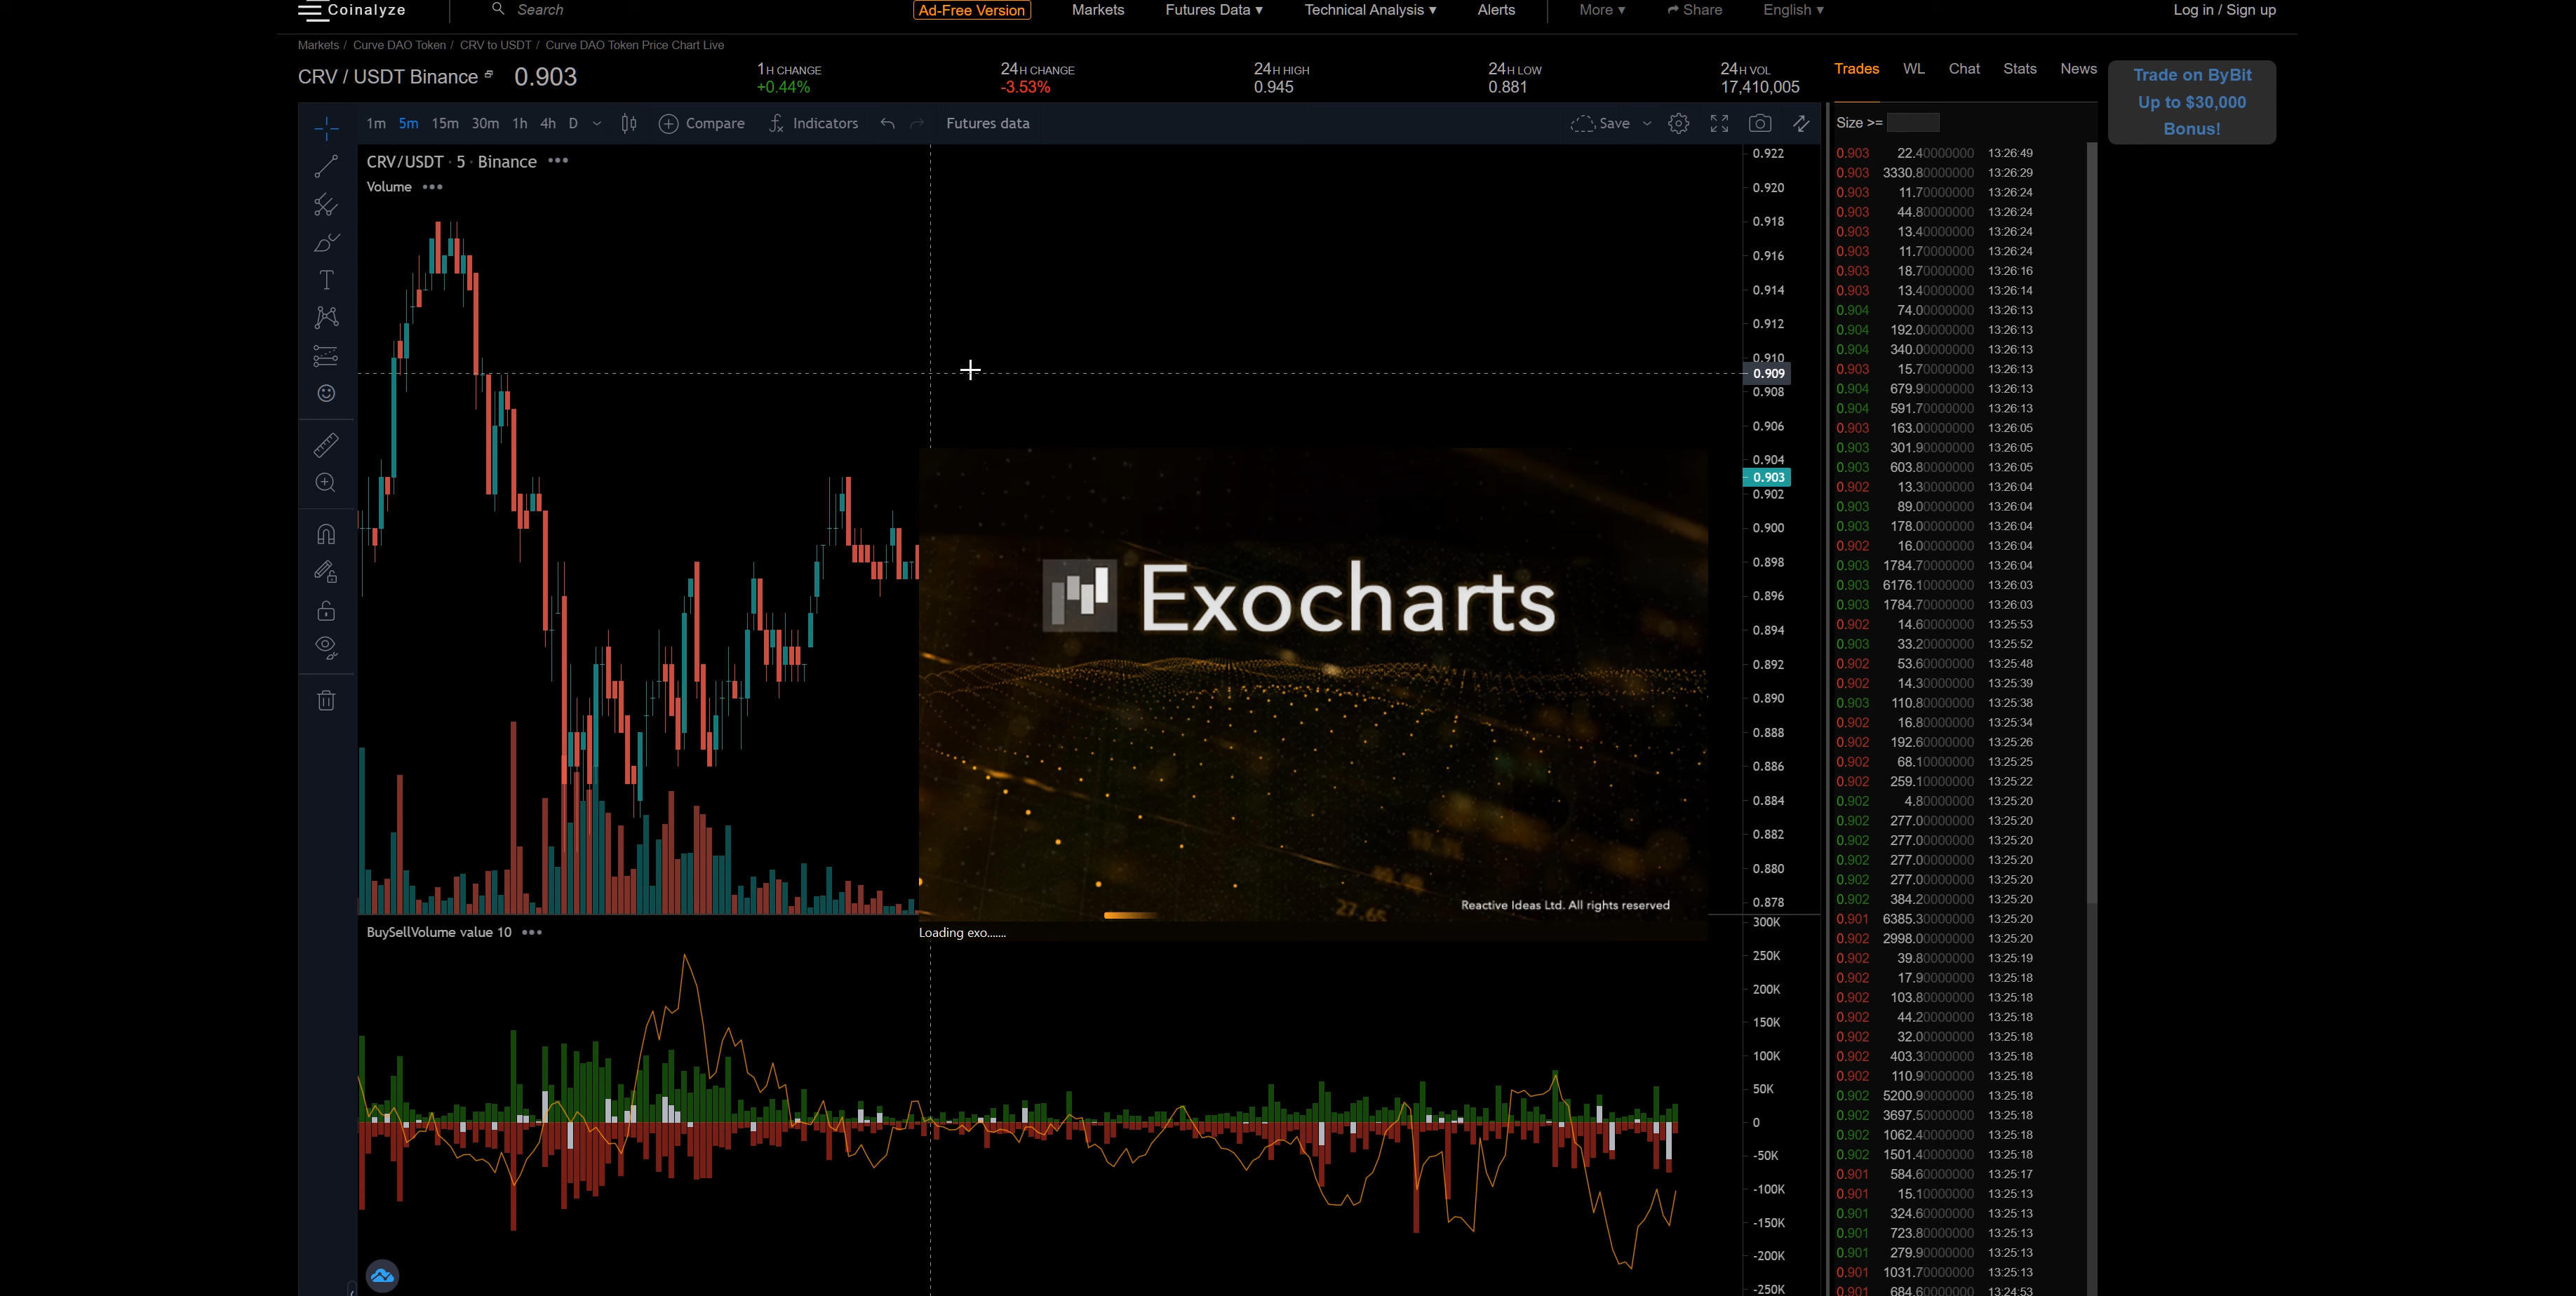 Coinalyze
Search
Ad-Free Version
Markets
Futures Data ▾
Technical Analysis ▾
Alerts
More ▾
Share
English ▾
Log in / Sign up
Markets / Curve DAO Token / CRV to USDT / Curve DAO Token Price Chart Live
CRV / USDT Binance 0.903
1H CHANGE
+0.44%
24H CHANGE
-3.53%
24H HIGH
0.945
24H LOW
0.881
24H VOL
17,410,005
Trades WL Chat Stats News
Trade on ByBit
Up to $30,000
Bonus!
1m 5m 15m 30m 1h 4h D Compare Indicators Futures data Save
Size >=
CRV/USDT · 5 · Binance
Volume
0.922
0.920
0.918
0.916
0.914
0.912
0.910
0.909
0.908
0.906
0.904
0.903
0.902
0.900
0.898
0.896
0.894
0.892
0.890
0.888
0.886
0.884
0.882
0.880
0.878
Exocharts
27.65
Reactive Ideas Ltd. All rights reserved
Loading exo.......
BuySellVolume value 10
300K
250K
200K
150K
100K
50K
0
-50K
-100K
-150K
-200K
-250K
0.903 22.40000000 13:26:49
0.903 3330.80000000 13:26:29
0.903 11.70000000 13:26:24
0.903 44.80000000 13:26:24
0.903 13.40000000 13:26:24
0.903 11.70000000 13:26:24
0.903 18.70000000 13:26:16
0.903 13.40000000 13:26:14
0.904 74.00000000 13:26:13
0.904 192.00000000 13:26:13
0.904 340.00000000 13:26:13
0.903 15.70000000 13:26:13
0.904 679.90000000 13:26:13
0.904 591.70000000 13:26:13
0.903 163.00000000 13:26:05
0.903 301.90000000 13:26:05
0.903 603.80000000 13:26:05
0.902 13.30000000 13:26:04
0.903 89.00000000 13:26:04
0.903 178.00000000 13:26:04
0.902 16.00000000 13:26:04
0.903 1784.70000000 13:26:04
0.903 6176.10000000 13:26:03
0.903 1784.70000000 13:26:03
0.902 14.60000000 13:25:53
0.903 33.20000000 13:25:52
0.902 53.60000000 13:25:48
0.902 14.30000000 13:25:39
0.903 110.80000000 13:25:38
0.902 16.80000000 13:25:34
0.902 192.60000000 13:25:26
0.902 68.10000000 13:25:25
0.902 259.10000000 13:25:22
0.902 4.80000000 13:25:20
0.902 277.00000000 13:25:20
0.902 277.00000000 13:25:20
0.902 277.00000000 13:25:20
0.902 277.00000000 13:25:20
0.902 384.20000000 13:25:20
0.901 6385.30000000 13:25:20
0.902 2998.00000000 13:25:20
0.902 39.80000000 13:25:19
0.902 17.90000000 13:25:18
0.902 103.80000000 13:25:18
0.902 44.20000000 13:25:18
0.902 32.00000000 13:25:18
0.902 403.30000000 13:25:18
0.902 110.90000000 13:25:18
0.902 5200.90000000 13:25:18
0.902 3697.50000000 13:25:18
0.902 1062.40000000 13:25:18
0.902 1501.40000000 13:25:18
0.901 584.60000000 13:25:17
0.901 15.10000000 13:25:13
0.901 324.60000000 13:25:13
0.901 723.80000000 13:25:13
0.901 279.90000000 13:25:13
0.901 1031.70000000 13:25:13
0.901 684.60000000 13:24:53